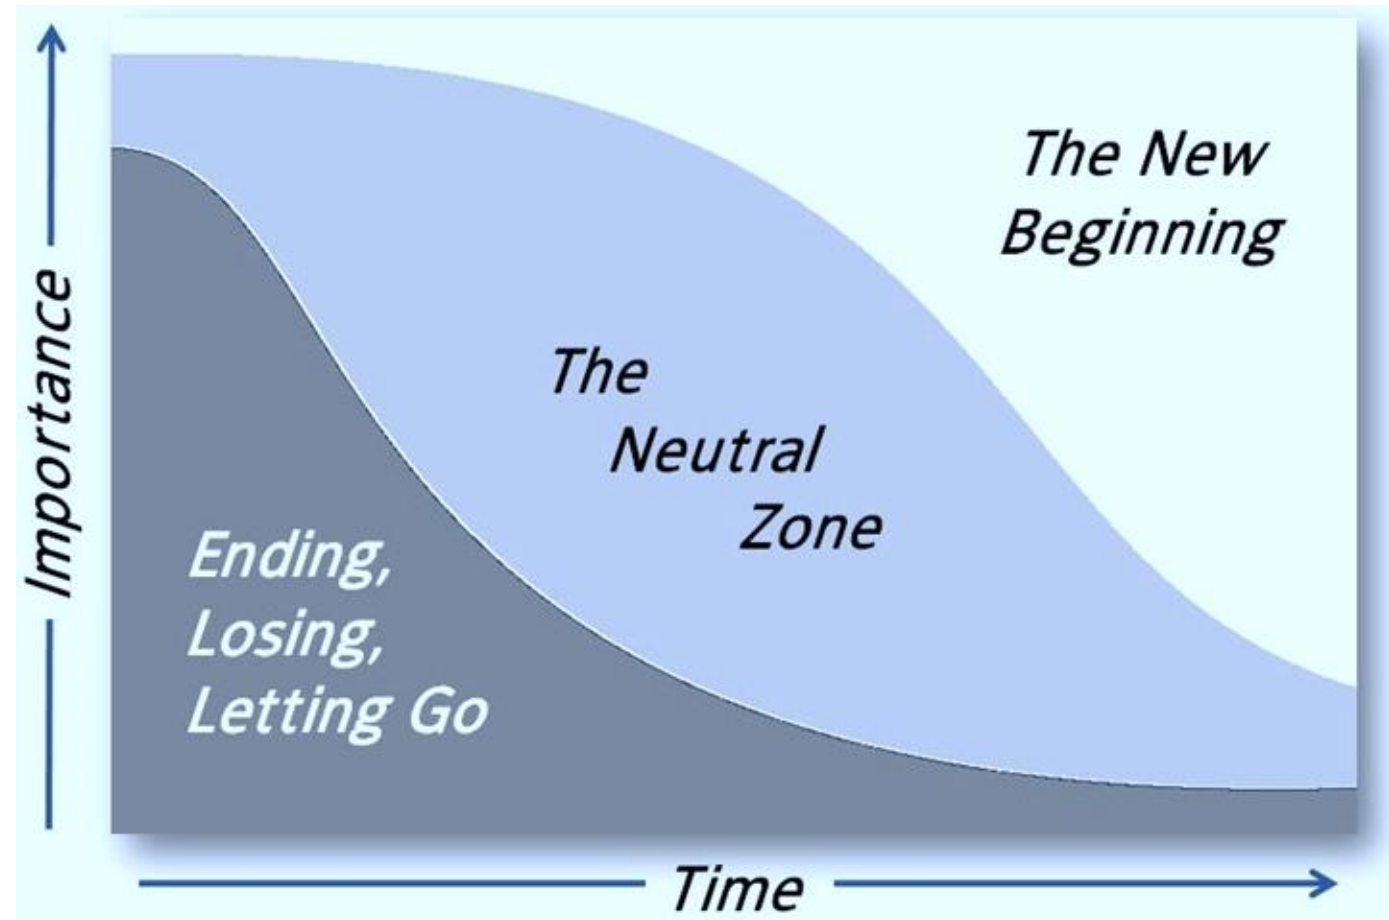 Importance
The New
Beginning
The
Neutral
Zone
Ending,
Losing,
Letting Go
Time